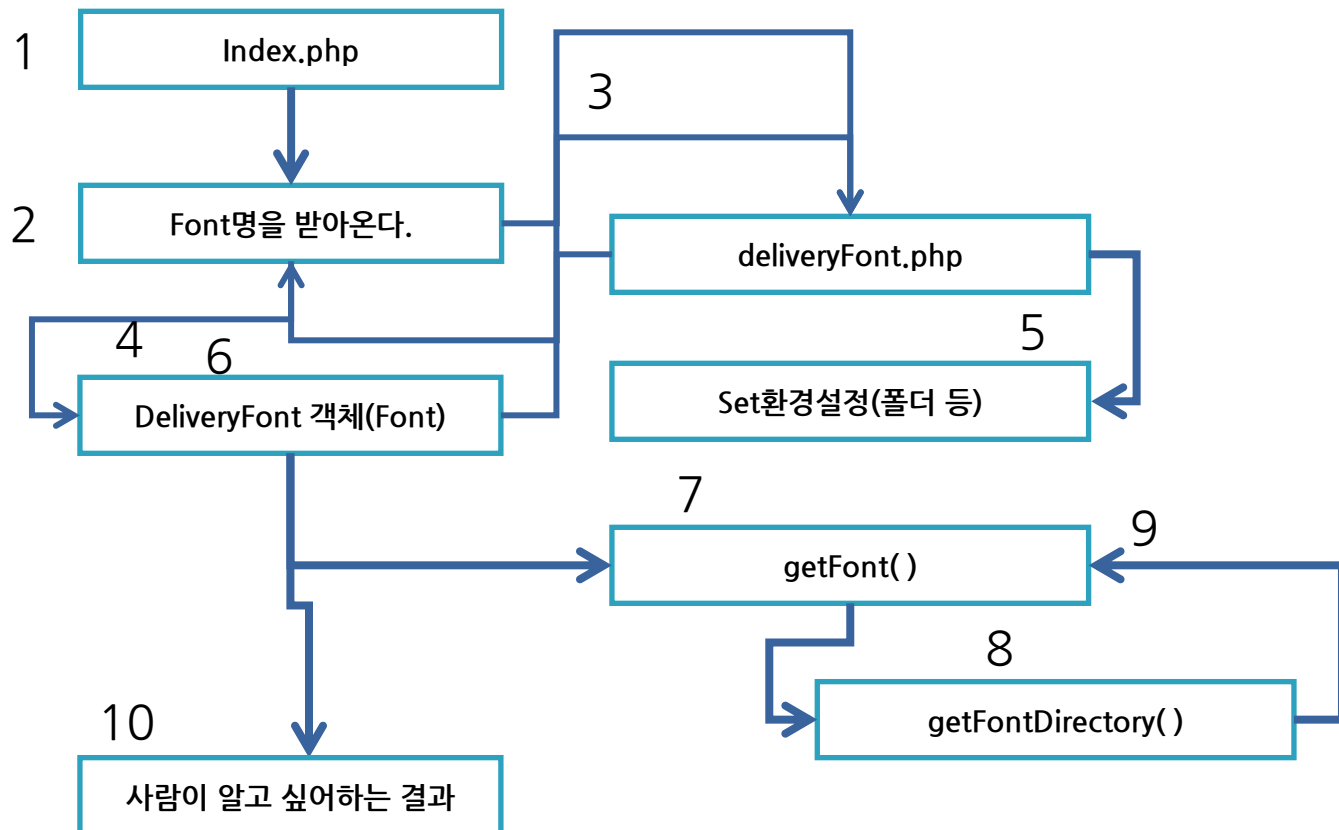 1
Index.php
3
2
Font명을 받아온다.
deliveryFont.php
4
6
5
DeliveryFont 객체(Font)
Set환경설정(폴더 등)
7
getFont( )
9
8
getFontDirectory( )
10
사람이 알고 싶어하는 결과